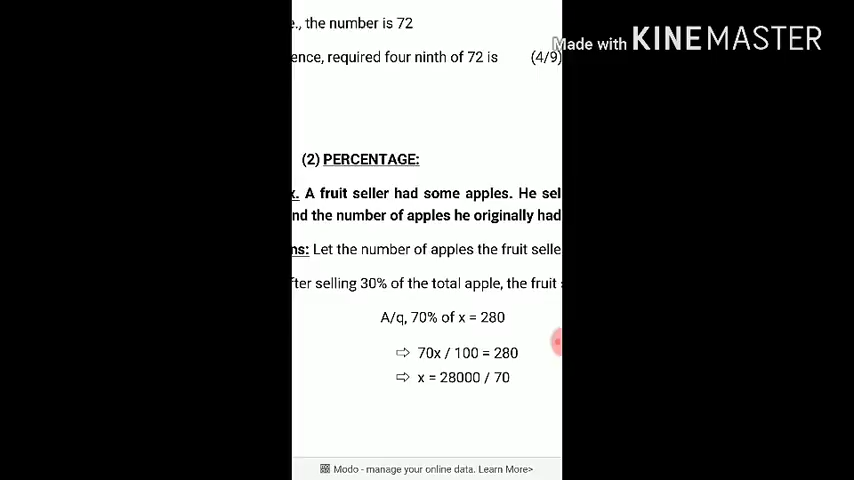 e., the number is 72
Made with KINEMASTER
ence, required four ninth of 72 is (4/9)
(2) PERCENTAGE:
x. A fruit seller had some apples. He sel
nd the number of apples he originally had
ns: Let the number of apples the fruit selle
fter selling 30% of the total apple, the fruit
A/q, 70% of x = 280
⇨ 70x / 100 = 280
⇨ x = 28000 / 70
Modo - manage your online data. Learn More>